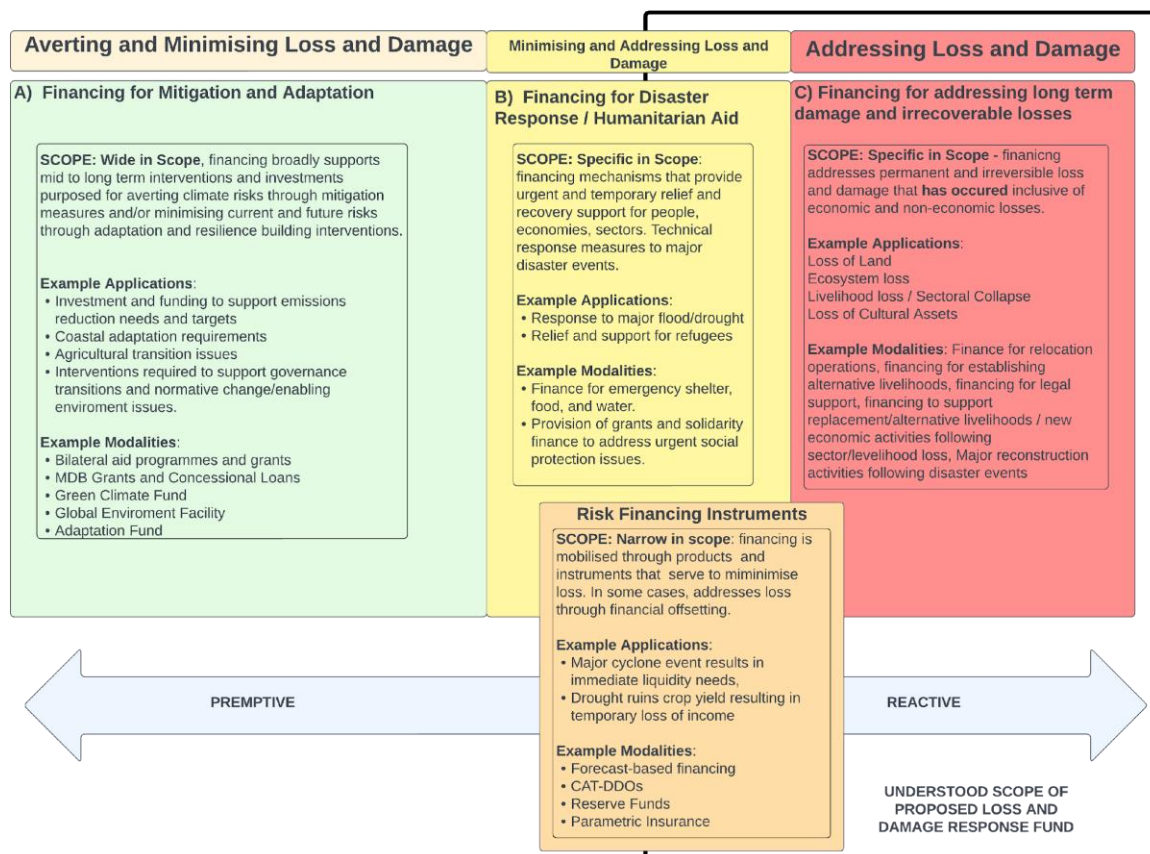 Averting and Minimising Loss and Damage
Minimising and Addressing Loss and
Damage
Addressing Loss and Damage
A) Financing for Mitigation and Adaptation
SCOPE: Wide in Scope, financing broadly supports
mid to long term interventions and investments
purposed for averting climate risks through mitigation
measures and/or minimising current and future risks
through adaptation and resilience building interventions.
Example Applications:
• Investment and funding to support emissions
reduction needs and targets
• Coastal adaptation requirements
• Agricultural transition issues
• Interventions required to support governance
transitions and normative change/enabling
enviroment issues.
Example Modalities:
• Bilateral aid programmes and grants
• MDB Grants and Concessional Loans
• Green Climate Fund
• Global Enviroment Facility
• Adaptation Fund
B) Financing for Disaster
Response / Humanitarian Aid
SCOPE: Specific in Scope:
financing mechanisms that provide
urgent and temporary relief and
recovery support for people,
economies, sectors. Technical
response measures to major
disaster events.
Example Applications:
• Response to major flood/drought
• Relief and support for refugees
Example Modalities:
• Finance for emergency shelter,
food, and water.
• Provision of grants and solidarity
finance to address urgent social
protection issues.
C) Financing for addressing long term
damage and irrecoverable losses
SCOPE: Specific in Scope - finanicng
addresses permanent and irreversible loss
and damage that has occured inclusive of
economic and non-economic losses.
Example Applications:
Loss of Land
Ecosystem loss
Livelihood loss / Sectoral Collapse
Loss of Cultural Assets
Example Modalities: Finance for relocation
operations, financing for establishing
alternative livelihoods, financing for legal
support, financing to support
replacement/alternative livelihoods / new
economic activities following
sector/levelihood loss, Major reconstruction
activities following disaster events
Risk Financing Instruments
SCOPE: Narrow in scope: financing is
mobilised through products and
instruments that serve to miminimise
loss. In some cases, addresses loss
through financial offsetting.
Example Applications:
• Major cyclone event results in
immediate liquidity needs,
• Drought ruins crop yield resulting in
temporary loss of income
Example Modalities:
• Forecast-based financing
• CAT-DDOs
• Reserve Funds
• Parametric Insurance
PREMPTIVE
REACTIVE
UNDERSTOOD SCOPE OF
PROPOSED LOSS AND
DAMAGE RESPONSE FUND